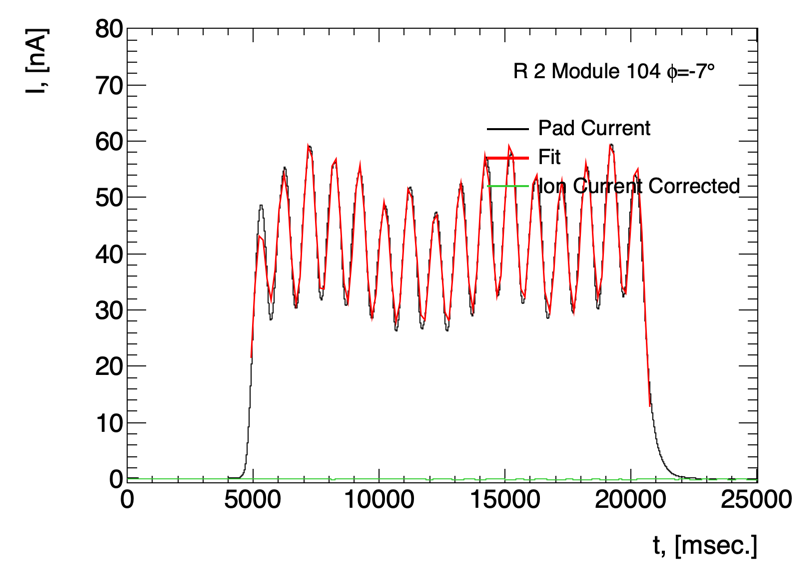 I, [nA]
80
70
60
50
40
30
20
10
0
R 2 Module 104 ϕ=-7°
Pad Current
Fit
Ion Current Corrected
0 5000 10000 15000 20000 25000
t, [msec.]